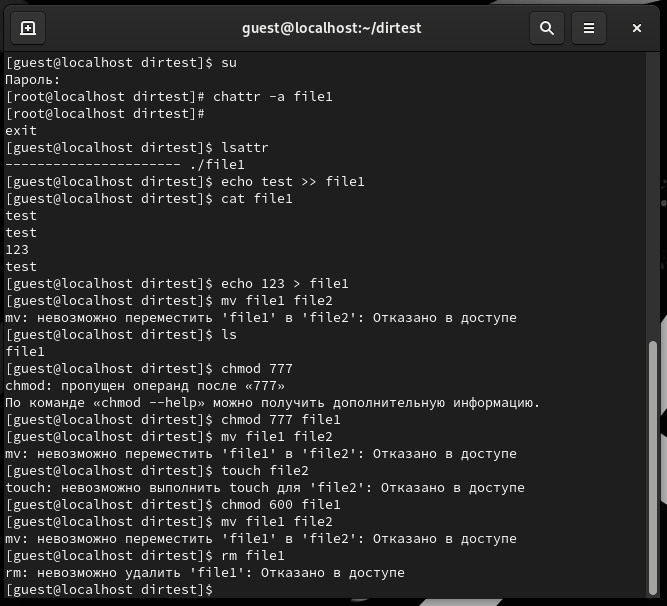 guest@localhost:~/dirtest
[guest@localhost dirtest]$ su
Пароль:
[root@localhost dirtest]# chattr -a file1
[root@localhost dirtest]#
exit
[guest@localhost dirtest]$ lsattr
---------------------- ./file1
[guest@localhost dirtest]$ echo test >> file1
[guest@localhost dirtest]$ cat file1
test
test
123
test
[guest@localhost dirtest]$ echo 123 > file1
[guest@localhost dirtest]$ mv file1 file2
mv: невозможно переместить 'file1' в 'file2': Отказано в доступе
[guest@localhost dirtest]$ ls
file1
[guest@localhost dirtest]$ chmod 777
chmod: пропущен операнд после «777»
По команде «chmod --help» можно получить дополнительную информацию.
[guest@localhost dirtest]$ chmod 777 file1
[guest@localhost dirtest]$ mv file1 file2
mv: невозможно переместить 'file1' в 'file2': Отказано в доступе
[guest@localhost dirtest]$ touch file2
touch: невозможно выполнить touch для 'file2': Отказано в доступе
[guest@localhost dirtest]$ chmod 600 file1
[guest@localhost dirtest]$ mv file1 file2
mv: невозможно переместить 'file1' в 'file2': Отказано в доступе
[guest@localhost dirtest]$ rm file1
rm: невозможно удалить 'file1': Отказано в доступе
[guest@localhost dirtest]$